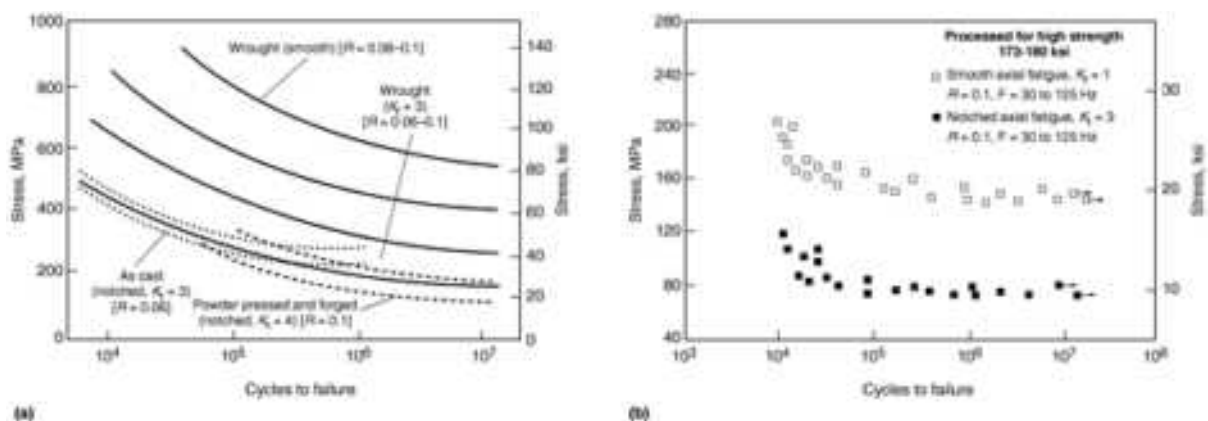 1000
800
600
400
200
0
Stress, MPa
Wrought (smooth) [R = 0.06–0.1]
Wrought
(Kt = 3)
[R = 0.06–0.1]
As cast
(notched, Kt = 3)
[R = 0.06]
Powder pressed and forged
(notched, Kt = 4) [R = 0.1]
140
120
100
80
60
40
20
0
Stress, ksi
10⁴
10⁵
10⁶
10⁷
Cycles to failure
(a)
280
240
200
160
120
80
40
Stress, MPa
Processed for high strength
173-180 ksi
Smooth axial fatigue, Kt = 1
R = 0.1, F = 30 to 125 Hz
Notched axial fatigue, Kt = 3
R = 0.1, F = 30 to 125 Hz
30
20
10
Stress, ksi
10³
10⁴
10⁵
10⁶
10⁷
10⁸
Cycles to failure
(b)